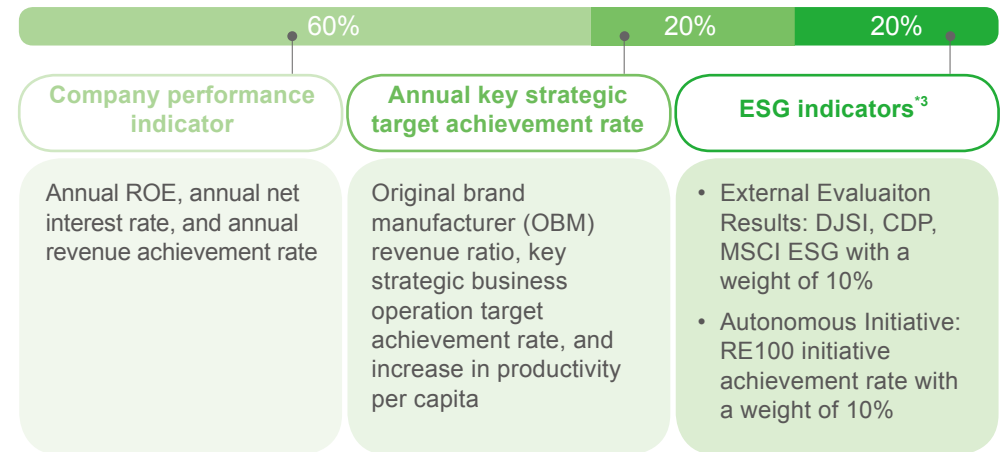 60%
20%
20%
Company performance
indicator
Annual key strategic
target achievement rate
ESG indicators*3
Annual ROE, annual net
interest rate, and annual
revenue achievement rate
Original brand
manufacturer (OBM)
revenue ratio, key
strategic business
operation target
achievement rate, and
increase in productivity
per capita
• External Evaluaiton
Results: DJSI, CDP,
MSCI ESG with a
weight of 10%
• Autonomous Initiative:
RE100 initiative
achievement rate with
a weight of 10%